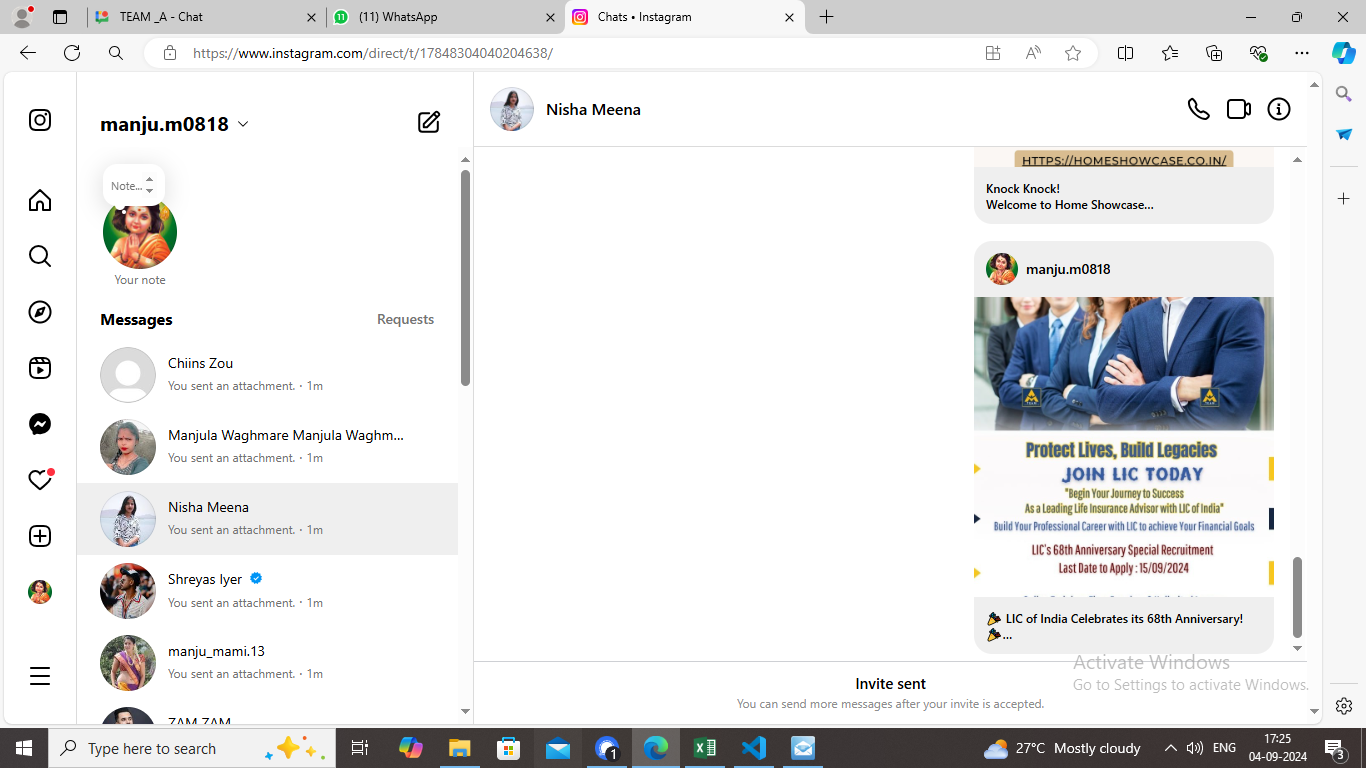 TEAM _A - Chat
(11) WhatsApp
Chats • Instagram
https://www.instagram.com/direct/t/17848304040204638/
manju.m0818
Note...
Your note
Messages
Requests
Chiins Zou
You sent an attachment. · 1m
Manjula Waghmare Manjula Waghm...
You sent an attachment. · 1m
Nisha Meena
You sent an attachment. · 1m
Shreyas Iyer
You sent an attachment. · 1m
manju_mami.13
You sent an attachment. · 1m
ZAM ZAM
Nisha Meena
HTTPS://HOMESHOWCASE.CO.IN/
Knock Knock!
Welcome to Home Showcase...
manju.m0818
Protect Lives, Build Legacies
JOIN LIC TODAY
"Begin Your Journey to Success
As a Leading Life Insurance Advisor with LIC of India"
Build Your Professional Career with LIC to achieve Your Financial Goals
LIC's 68th Anniversary Special Recruitment
Last Date to Apply : 15/09/2024
🎉 LIC of India Celebrates its 68th Anniversary!
🎉...
Invite sent
You can send more messages after your invite is accepted.
Activate Windows
Go to Settings to activate Windows.
Type here to search
27°C Mostly cloudy
ENG
17:25
04-09-2024
3